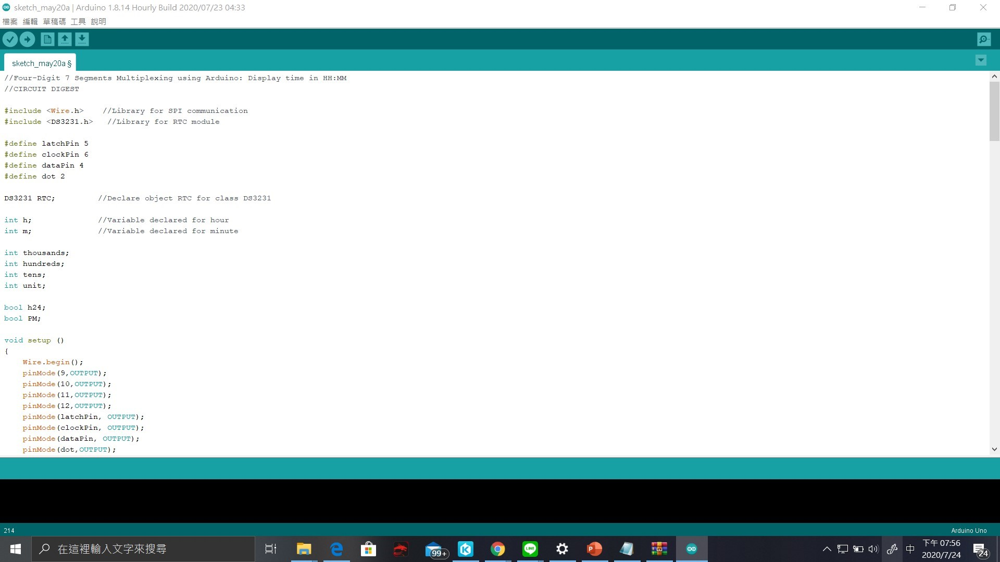 sketch_may20a | Arduino 1.8.14 Hourly Build 2020/07/23 04:33
檔案 編輯 草稿碼 工具 說明
sketch_may20a §
//Four-Digit 7 Segments Multiplexing using Arduino: Display time in HH:MM
//CIRCUIT DIGEST
#include <Wire.h>    //Library for SPI communication
#include <DS3231.h>   //Library for RTC module
#define latchPin 5
#define clockPin 6
#define dataPin 4
#define dot 2
DS3231 RTC;         //Declare object RTC for class DS3231
int h;              //Variable declared for hour
int m;              //Variable declared for minute
int thousands;
int hundreds;
int tens;
int unit;
bool h24;
bool PM;
void setup ()
{
    Wire.begin();
    pinMode(9,OUTPUT);
    pinMode(10,OUTPUT);
    pinMode(11,OUTPUT);
    pinMode(12,OUTPUT);
    pinMode(latchPin, OUTPUT);
    pinMode(clockPin, OUTPUT);
    pinMode(dataPin, OUTPUT);
    pinMode(dot,OUTPUT);
214
Arduino Uno
在這裡輸入文字來搜尋
99+
K
LINE
P
中
下午 07:56
2020/7/24
24